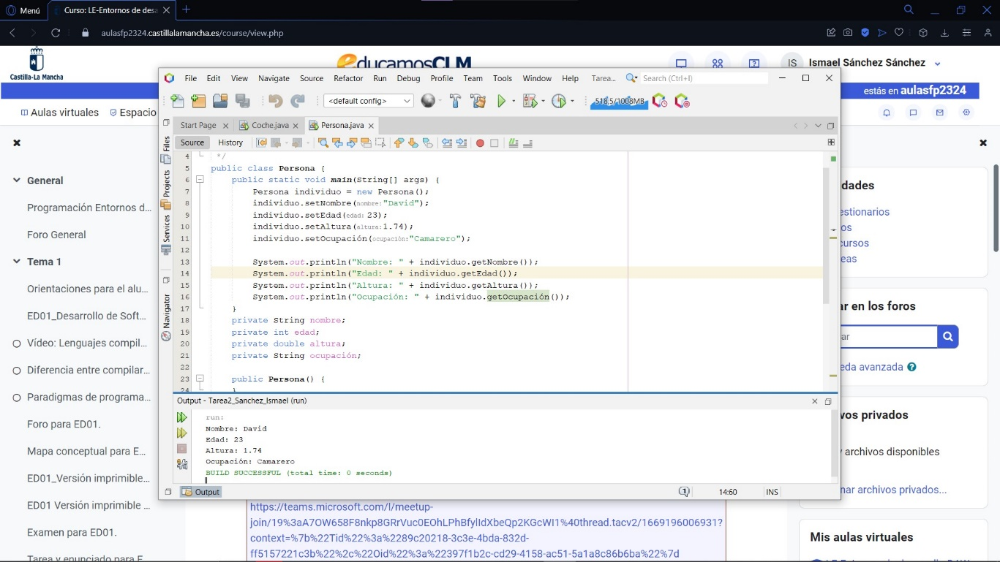 Menú
Curso: LE-Entornos de desa
aulasfp2324.castillalamancha.es/course/view.php
Castilla-La Mancha
educamosCLM
IS Ismael Sánchez Sánchez
estás en aulasfp2324
Aulas virtuales
Espacio
General
Programación Entornos d...
Foro General
Tema 1
Orientaciones para el alu...
ED01_Desarrollo de Soft...
Vídeo: Lenguajes compil...
Diferencia entre compilar...
Paradigmas de programa...
Foro para ED01.
Mapa conceptual para E...
ED01_Versión imprimible...
ED01 Versión imprimible ...
Examen para ED01.
Tarea y enunciado para E
File Edit View Navigate Source Refactor Run Debug Profile Team Tools Window Help Tarea... Search (Ctrl+I)
<default config>
518,5/1008MB
Start Page
Coche.java
Persona.java
Source History
Files
Projects
Services
Navigator
4 */
5 public class Persona {
6 public static void main(String[] args) {
7 Persona individuo = new Persona();
8 individuo.setNombre(nombre:"David");
9 individuo.setEdad(edad: 23);
10 individuo.setAltura(altura:1.74);
11 individuo.setOcupación(ocupación:"Camarero");
12
13 System.out.println("Nombre: " + individuo.getNombre());
14 System.out.println("Edad: " + individuo.getEdad());
15 System.out.println("Altura: " + individuo.getAltura());
16 System.out.println("Ocupación: " + individuo.getOcupación());
17 }
18 private String nombre;
19 private int edad;
20 private double altura;
21 private String ocupación;
22
23 public Persona() {
24 }
Output - Tarea2_Sanchez_Ismael (run)
run:
Nombre: David
Edad: 23
Altura: 1.74
Ocupación: Camarero
BUILD SUCCESSFUL (total time: 0 seconds)
Output
1
14:60
INS
dades
estionarios
os
cursos
eas
ar en los foros
ar
eda avanzada
vos privados
archivos disponibles
nar archivos privados...
Mis aulas virtuales
https://teams.microsoft.com/l/meetup-
join/19%3aA7OW658F8nkp8GRrVuc0EOhLPhBfylIdXbeQp2KGcWI1%40thread.tacv2/1669196006931?
context=%7b%22Tid%22%3a%2289c20218-3c3e-4bda-832d-
ff5157221c3b%22%2c%22Oid%22%3a%22397f1b2c-cd29-4158-ac51-5a1a8c86b6ba%22%7d